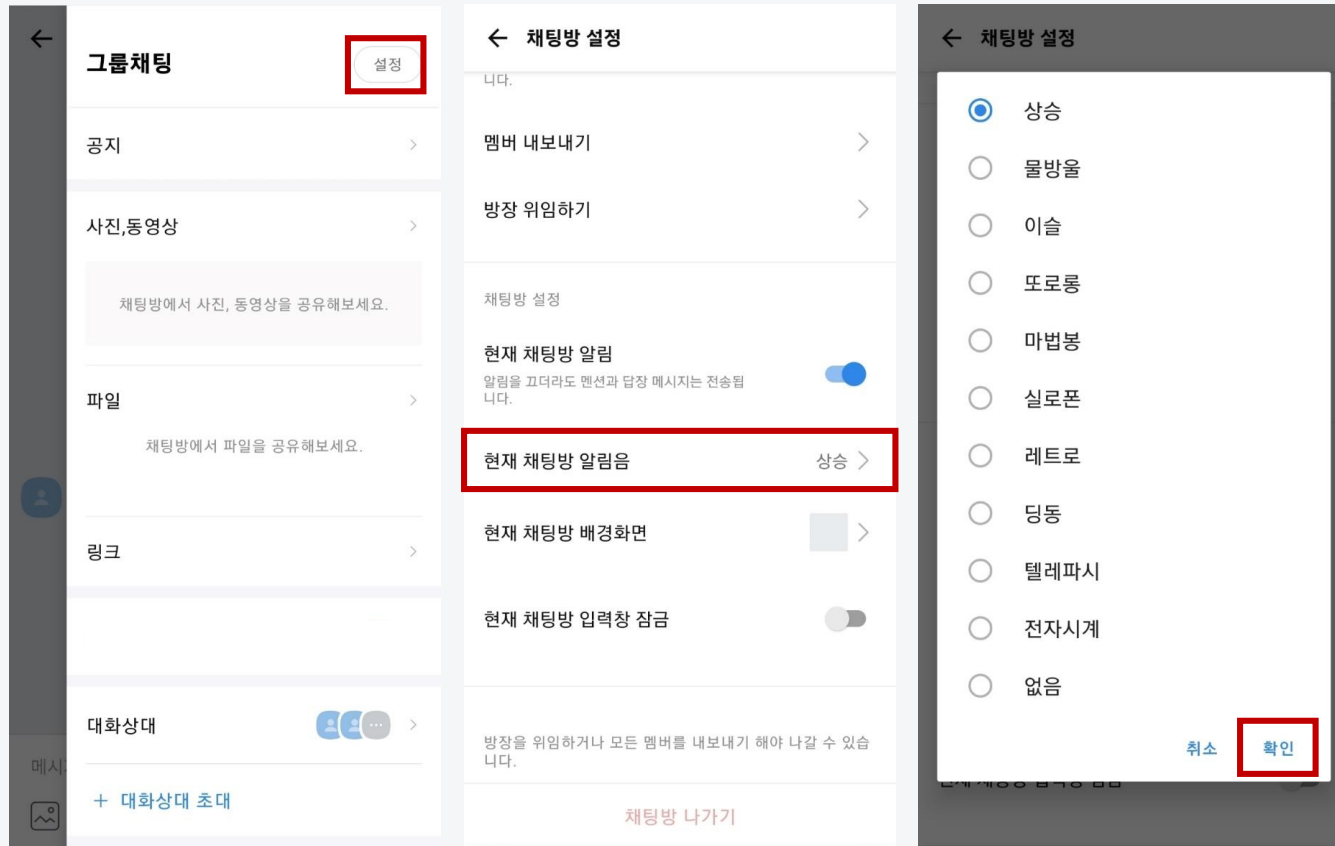 그룹채팅
설정
공지
사진,동영상
채팅방에서 사진, 동영상을 공유해보세요.
파일
채팅방에서 파일을 공유해보세요.
링크
대화상대
+ 대화상대 초대
메시
채팅방 설정
니다.
멤버 내보내기
방장 위임하기
채팅방 설정
현재 채팅방 알림
알림을 끄더라도 멘션과 답장 메시지는 전송됩
니다.
현재 채팅방 알림음
상승
현재 채팅방 배경화면
현재 채팅방 입력창 잠금
방장을 위임하거나 모든 멤버를 내보내기 해야 나갈 수 있습
니다.
채팅방 나가기
채팅방 설정
상승
물방울
이슬
또로롱
마법봉
실로폰
레트로
딩동
텔레파시
전자시계
없음
취소
확인